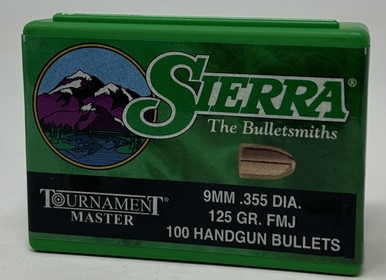 SIERRA®
The Bulletsmiths
TOURNAMENT®
MASTER
9MM .355 DIA.
125 GR. FMJ
100 HANDGUN BULLETS